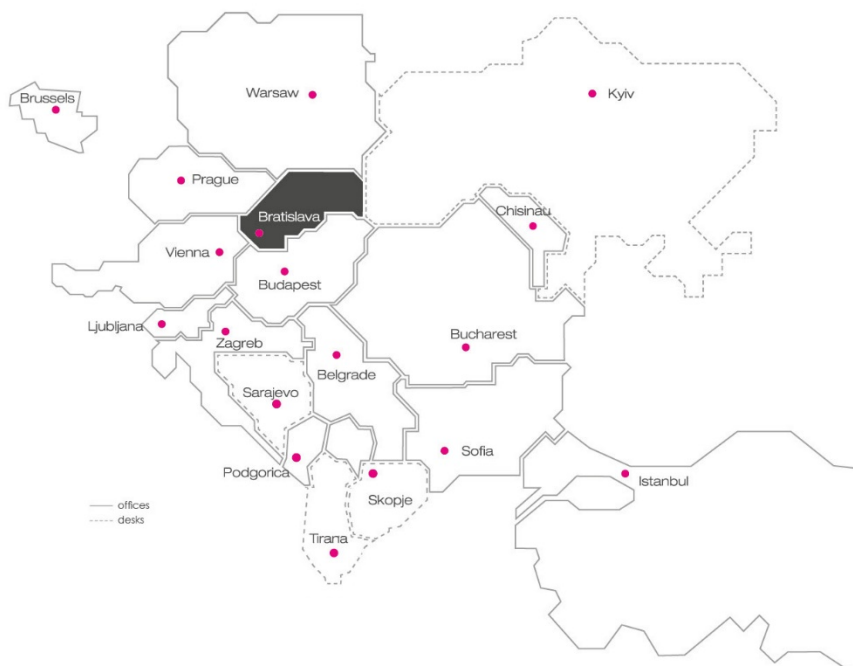 Warsaw
Kyiv
Brussels
Prague
Chisinau
Bratislava
Vienna
Budapest
Ljubljana
Zagreb
Bucharest
Belgrade
Sarajevo
Sofia
Podgorica
Istanbul
Skopje
offices
desks
Tirana